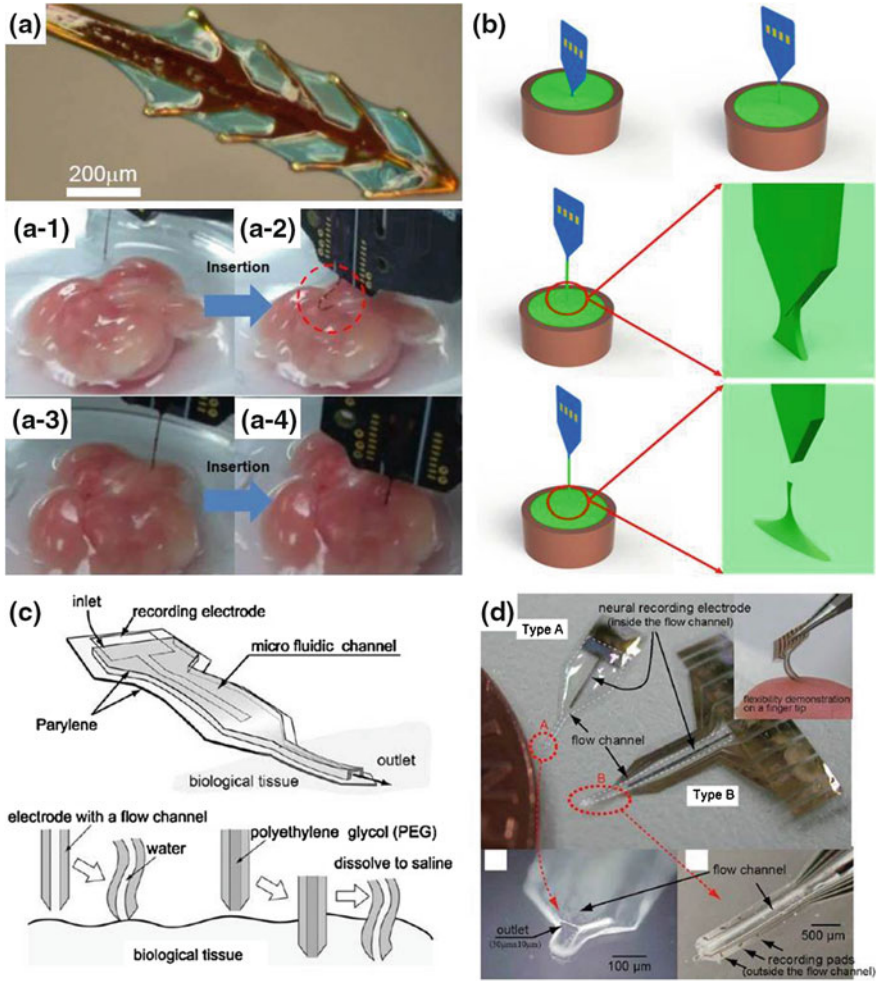 (a)
200μm
(a-1)
(a-2)
Insertion
(a-3)
(a-4)
Insertion
(b)
(c)
inlet
recording electrode
micro fluidic channel
Parylene
outlet
biological tissue
electrode with a flow channel
water
polyethylene glycol (PEG)
dissolve to saline
biological tissue
(d)
neural recording electrode
(inside the flow channel)
Type A
flexibility demonstration
on a finger tip
A
flow channel
B
Type B
flow channel
outlet
(30μmx10μm)
100 μm
500 μm
recording pads
(outside the flow channel)